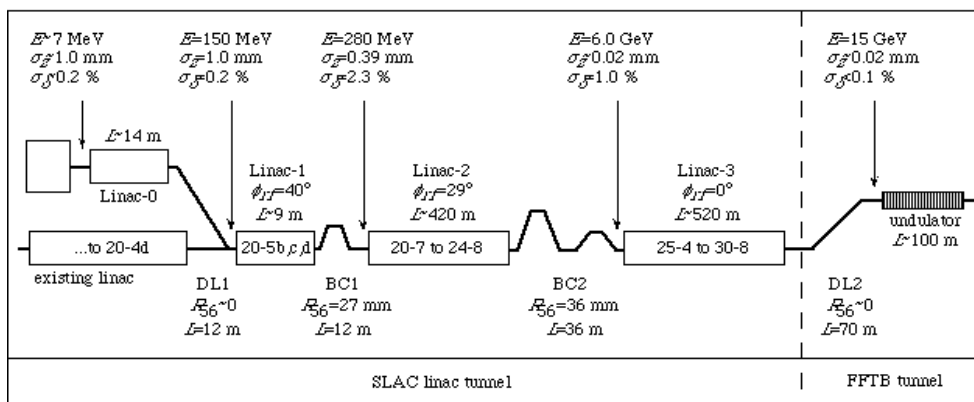 E~7 MeV
σz~1.0 mm
σδ~0.2 %
E=150 MeV
σz=1.0 mm
σδ=0.2 %
E=280 MeV
σz=0.39 mm
σδ=2.3 %
E=6.0 GeV
σz=0.02 mm
σδ=1.0 %
E=15 GeV
σz=0.02 mm
σδ<0.1 %
L~14 m
Linac-0
Linac-1
ϕrf=40°
L~9 m
Linac-2
ϕrf=29°
L~420 m
Linac-3
ϕrf=0°
L~520 m
undulator
L~100 m
...to 20-4d
20-5b,c,d
20-7 to 24-8
25-4 to 30-8
existing linac
DL1
R56~0
L=12 m
BC1
R56=27 mm
L=12 m
BC2
R56=36 mm
L=36 m
DL2
R56~0
L=70 m
SLAC linac tunnel
FFTB tunnel